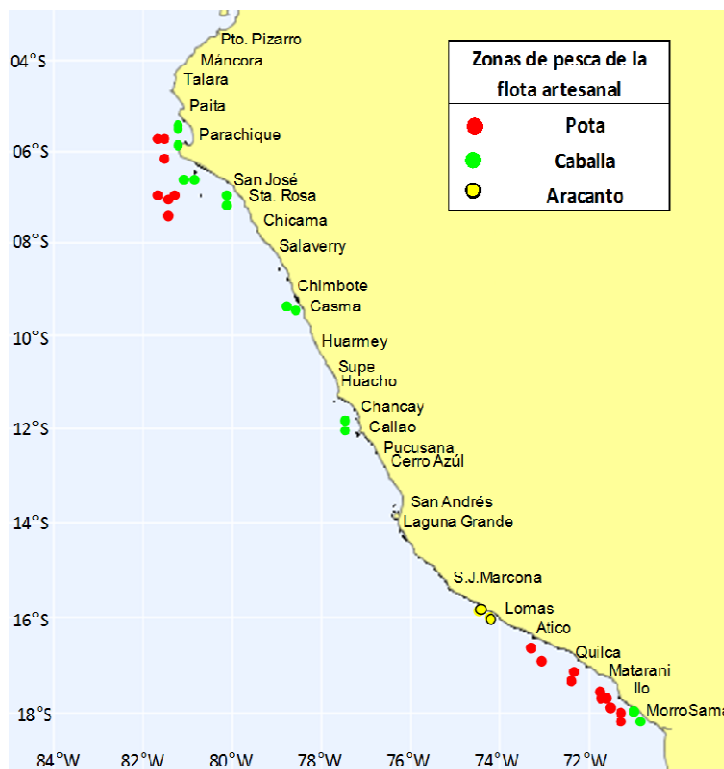 Zonas de pesca de la
flota artesanal
Pota
Caballa
Aracanto
Pto. Pizarro
Máncora
Talara
Paita
Parachique
San José
Sta. Rosa
Chicama
Salaverry
Chimbote
Casma
Huarmey
Supe
Huacho
Chancay
Callao
Pucusana
Cerro Azúl
San Andrés
Laguna Grande
S.J.Marcona
Lomas
Atico
Quilca
Matarani
Ilo
MorroSama
04°S
06°S
08°S
10°S
12°S
14°S
16°S
18°S
84°W 82°W 80°W 78°W 76°W 74°W 72°W